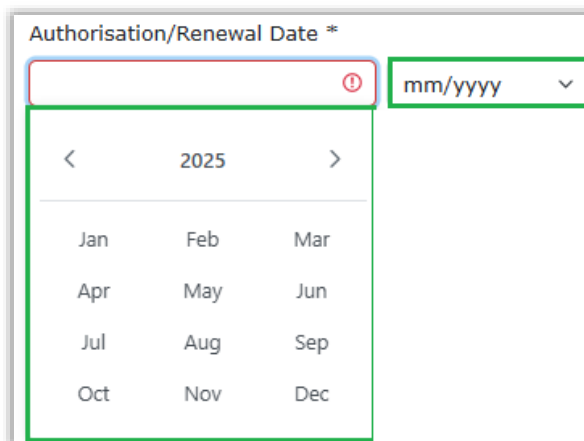 Authorisation/Renewal Date *
mm/yyyy
2025
Jan Feb Mar
Apr May Jun
Jul Aug Sep
Oct Nov Dec